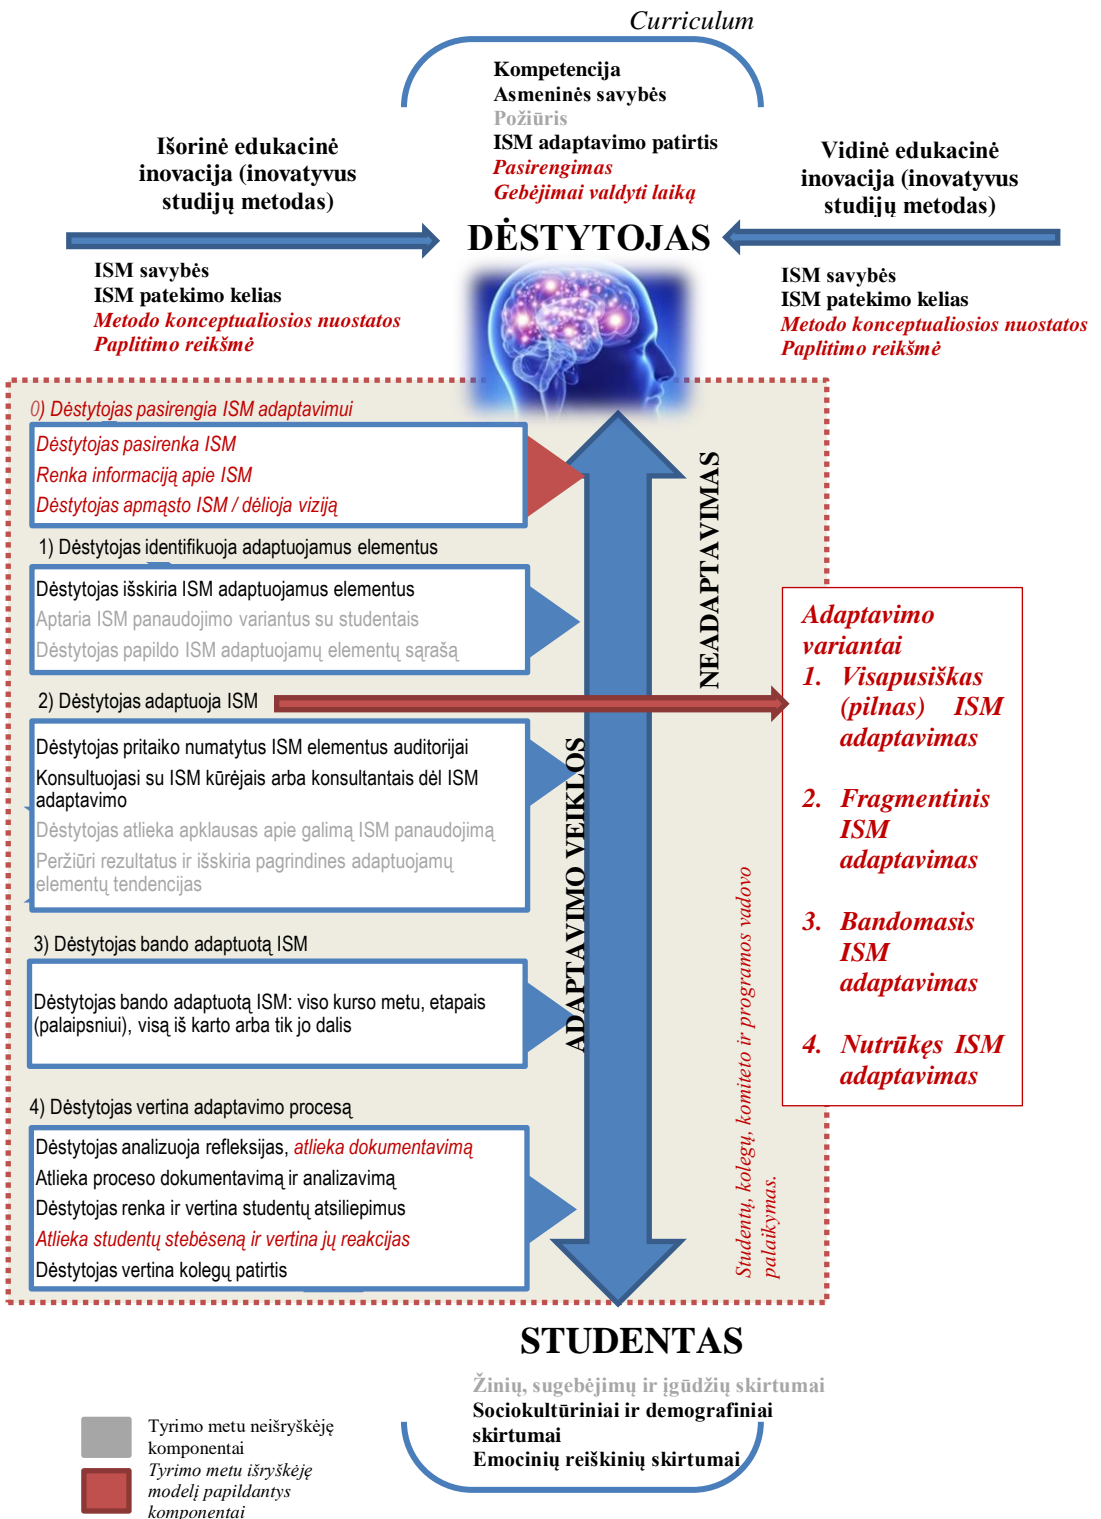 Curriculum
Kompetencija
Asmeninės savybės
Požiūris
ISM adaptavimo patirtis
Pasirengimas
Gebėjimai valdyti laiką
Išorinė edukacinė
inovacija (inovatyvus
studijų metodas)
Vidinė edukacinė
inovacija (inovatyvus
studijų metodas)
DĖSTYTOJAS
ISM savybės
ISM patekimo kelias
Metodo konceptualiosios nuostatos
Paplitimo reikšmė
ISM savybės
ISM patekimo kelias
Metodo konceptualiosios nuostatos
Paplitimo reikšmė
0) Dėstytojas pasirengia ISM adaptavimui
Dėstytojas pasirenka ISM
Renka informaciją apie ISM
Dėstytojas apmąsto ISM / dėlioja viziją
1) Dėstytojas identifikuoja adaptuojamus elementus
Dėstytojas išskiria ISM adaptuojamus elementus
Aptaria ISM panaudojimo variantus su studentais
Dėstytojas papildo ISM adaptuojamų elementų sąrašą
2) Dėstytojas adaptuoja ISM
Dėstytojas pritaiko numatytus ISM elementus auditorijai
Konsultuojasi su ISM kūrėjais arba konsultantais dėl ISM
adaptavimo
Dėstytojas atlieka apklausas apie galimą ISM panaudojimą
Peržiūri rezultatus ir išskiria pagrindines adaptuojamų
elementų tendencijas
3) Dėstytojas bando adaptuotą ISM
Dėstytojas bando adaptuotą ISM: viso kurso metu, etapais
(palaipsniui), visą iš karto arba tik jo dalis
4) Dėstytojas vertina adaptavimo procesą
Dėstytojas analizuoja refleksijas, atlieka dokumentavimą
Atlieka proceso dokumentavimą ir analizavimą
Dėstytojas renka ir vertina studentų atsiliepimus
Atlieka studentų stebėseną ir vertina jų reakcijas
Dėstytojas vertina kolegų patirtis
ADAPTAVIMO VEIKLOS
NEADAPTAVIMAS
Studentų, kolegų, komiteto ir programos vadovo
palaikymas.
Adaptavimo
variantai
1. Visapusiškas
(pilnas) ISM
adaptavimas
2. Fragmentinis
ISM
adaptavimas
3. Bandomasis
ISM
adaptavimas
4. Nutrūkęs ISM
adaptavimas
STUDENTAS
Žinių, sugebėjimų ir įgūdžių skirtumai
Sociokultūriniai ir demografiniai
skirtumai
Emocinių reiškinių skirtumai
Tyrimo metu neišryškėję
komponentai
Tyrimo metu išryškėję
modelį papildantys
komponentai